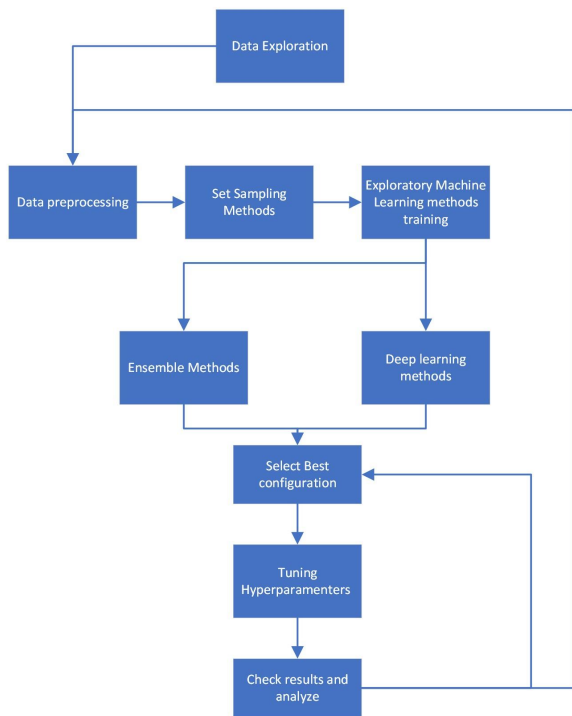 Data Exploration
Data preprocessing
Set Sampling
Methods
Exploratory Machine
Learning methods
training
Ensemble Methods
Deep learning
methods
Select Best
configuration
Tuning
Hyperparamenters
Check results and
analyze